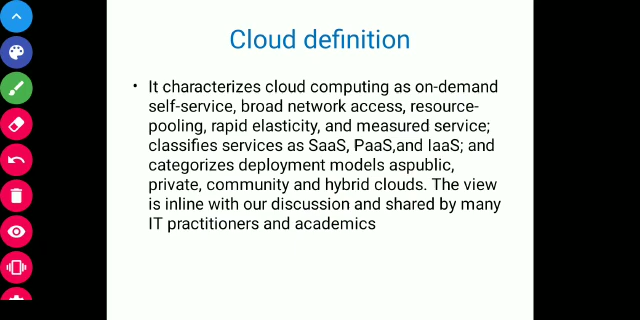 Cloud definition
• It characterizes cloud computing as on-demand
self-service, broad network access, resource-
pooling, rapid elasticity, and measured service;
classifies services as SaaS, PaaS,and IaaS; and
categorizes deployment models aspublic,
private, community and hybrid clouds. The view
is inline with our discussion and shared by many
IT practitioners and academics